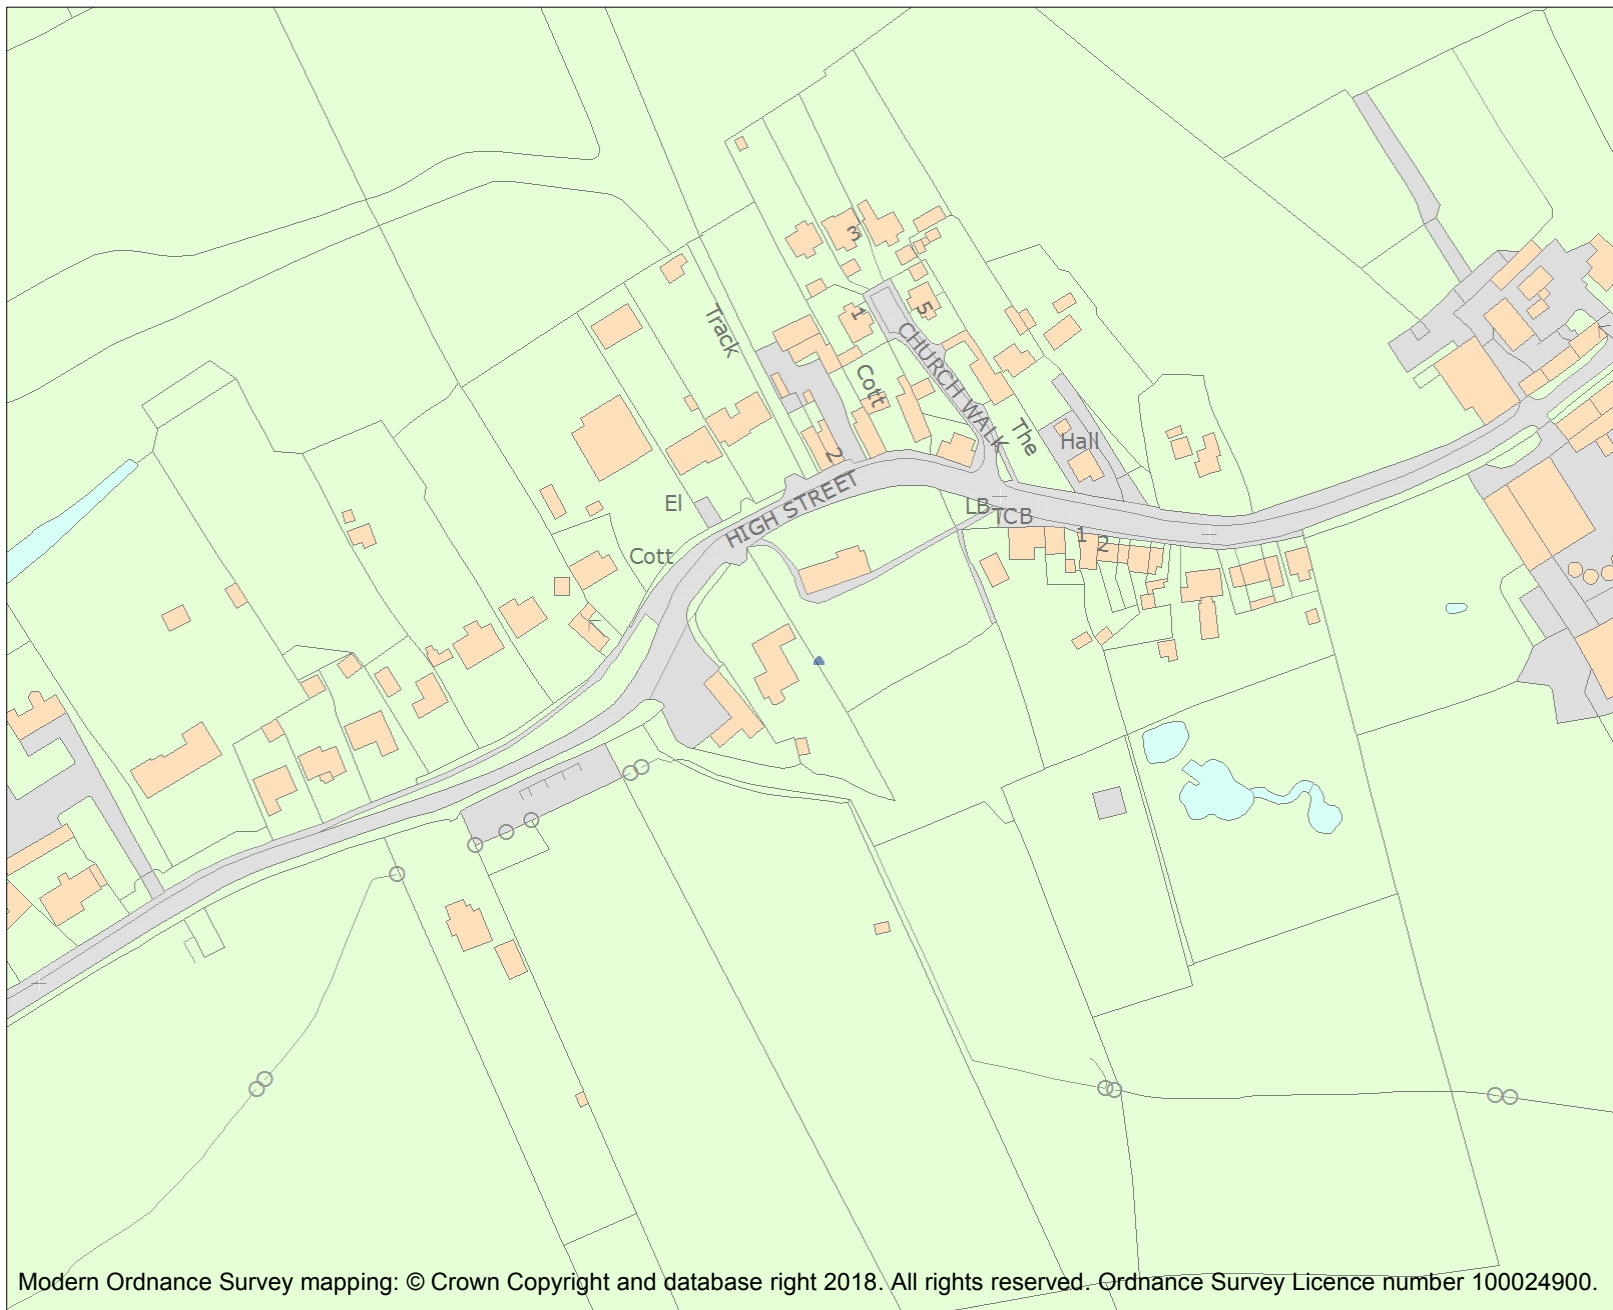 3
1
5
Track
CHURCH WALK
Cott
The
Hall
2
El
HIGH STREET
LB
TCB
1
2
Cott
Modern Ordnance Survey mapping: © Crown Copyright and database right 2018. All rights reserved. Ordnance Survey Licence number 100024900.